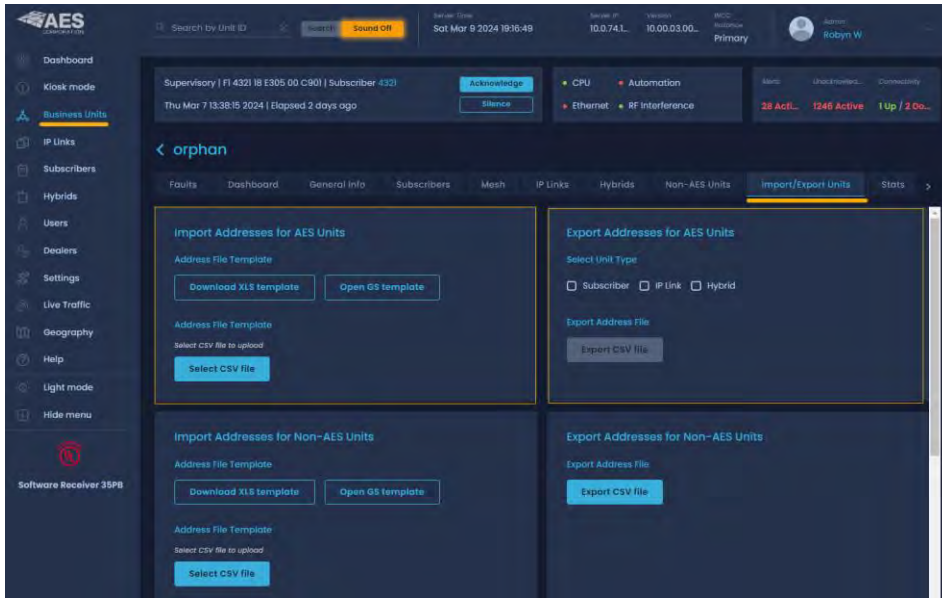 AES
CORPORATION
Search by Unit ID
Search
Sound Off
Server Time
Sat Mar 9 2024 19:16:49
Server IP
10.0.74.1...
Version
10.00.03.00...
MCC
Instance
Primary
Admin
Robyn W
Dashboard
Kiosk mode
Business Units
IP Links
Subscribers
Hybrids
Users
Dealers
Settings
Live Traffic
Geography
Help
Light mode
Hide menu
Software Receiver 35PB
Supervisory | F1 4321 18 E305 00 C901 | Subscriber 4321
Thu Mar 7 13:38:15 2024 | Elapsed 2 days ago
Acknowledge
Silence
CPU
Automation
Ethernet
RF Interference
Alerts
Unacknowled...
Connectivity
28 Acti...
1246 Active
1 Up / 2 Do...
< orphan
Faults Dashboard General Info Subscribers Mesh IP Links Hybrids Non-AES Units Import/Export Units Stats >
Import Addresses for AES Units
Address File Template
Download XLS template
Open GS template
Address File Template
Select CSV file to upload
Select CSV file
Export Addresses for AES Units
Select Unit Type
Subscriber IP Link Hybrid
Export Address File
Export CSV file
Import Addresses for Non-AES Units
Address File Template
Download XLS template
Open GS template
Address File Template
Select CSV file to upload
Select CSV file
Export Addresses for Non-AES Units
Export Address File
Export CSV file